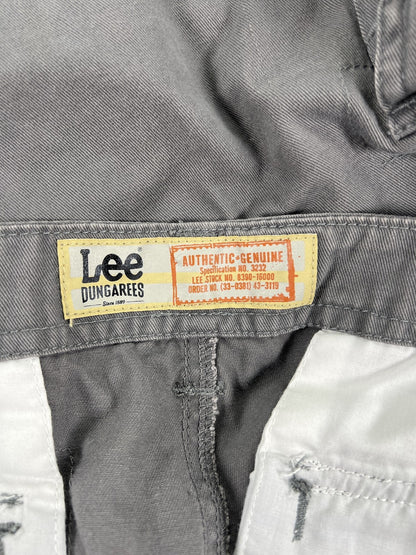 Lee®
DUNGAREES
Since 1889
AUTHENTIC•GENUINE
Specification NO. 3232
LEE STOCK NO. 8390-16000
ORDER NO. (33-0381) 43-3119